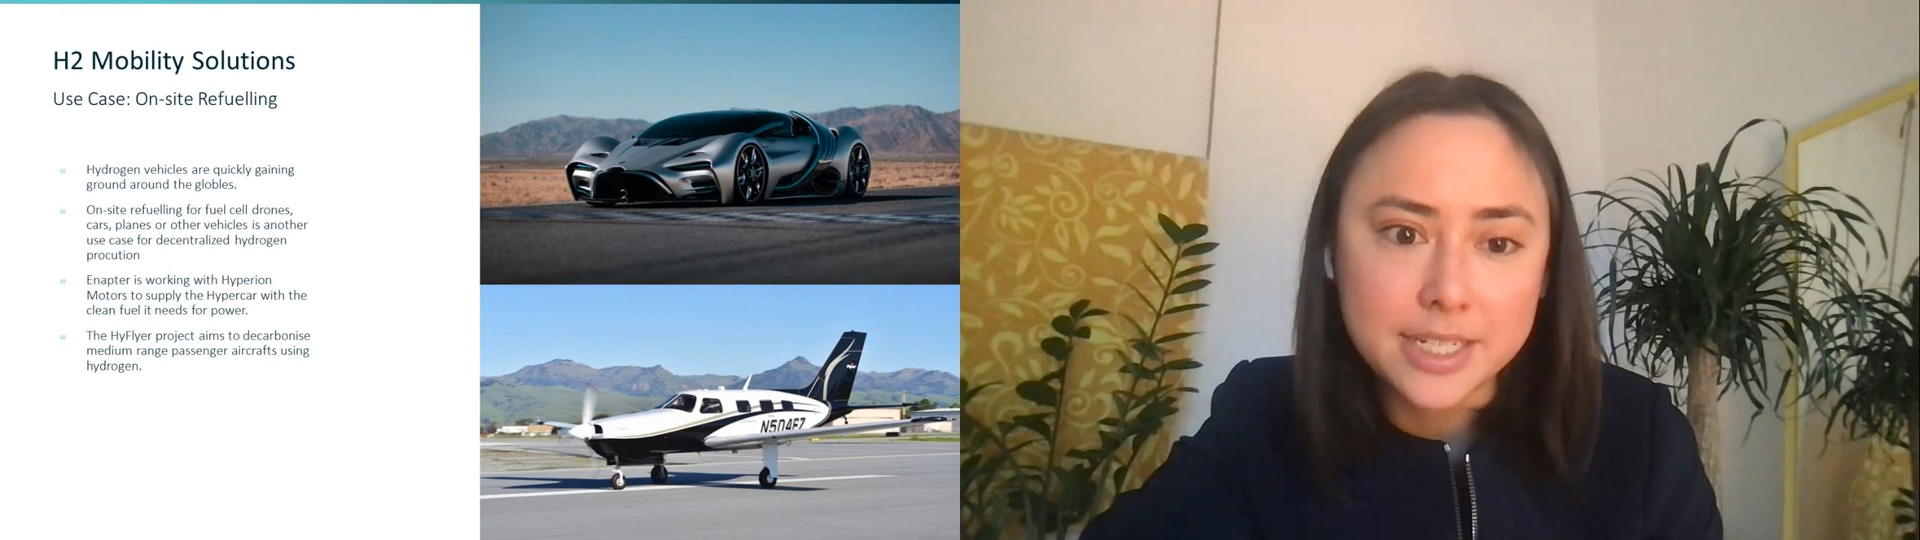 H2 Mobility Solutions
Use Case: On-site Refuelling
Hydrogen vehicles are quickly gaining
ground around the globles.
On-site refuelling for fuel cell drones,
cars, planes or other vehicles is another
use case for decentralized hydrogen
procution
Enapter is working with Hyperion
Motors to supply the Hypercar with the
clean fuel it needs for power.
The HyFlyer project aims to decarbonise
medium range passenger aircrafts using
hydrogen.
N504EZ